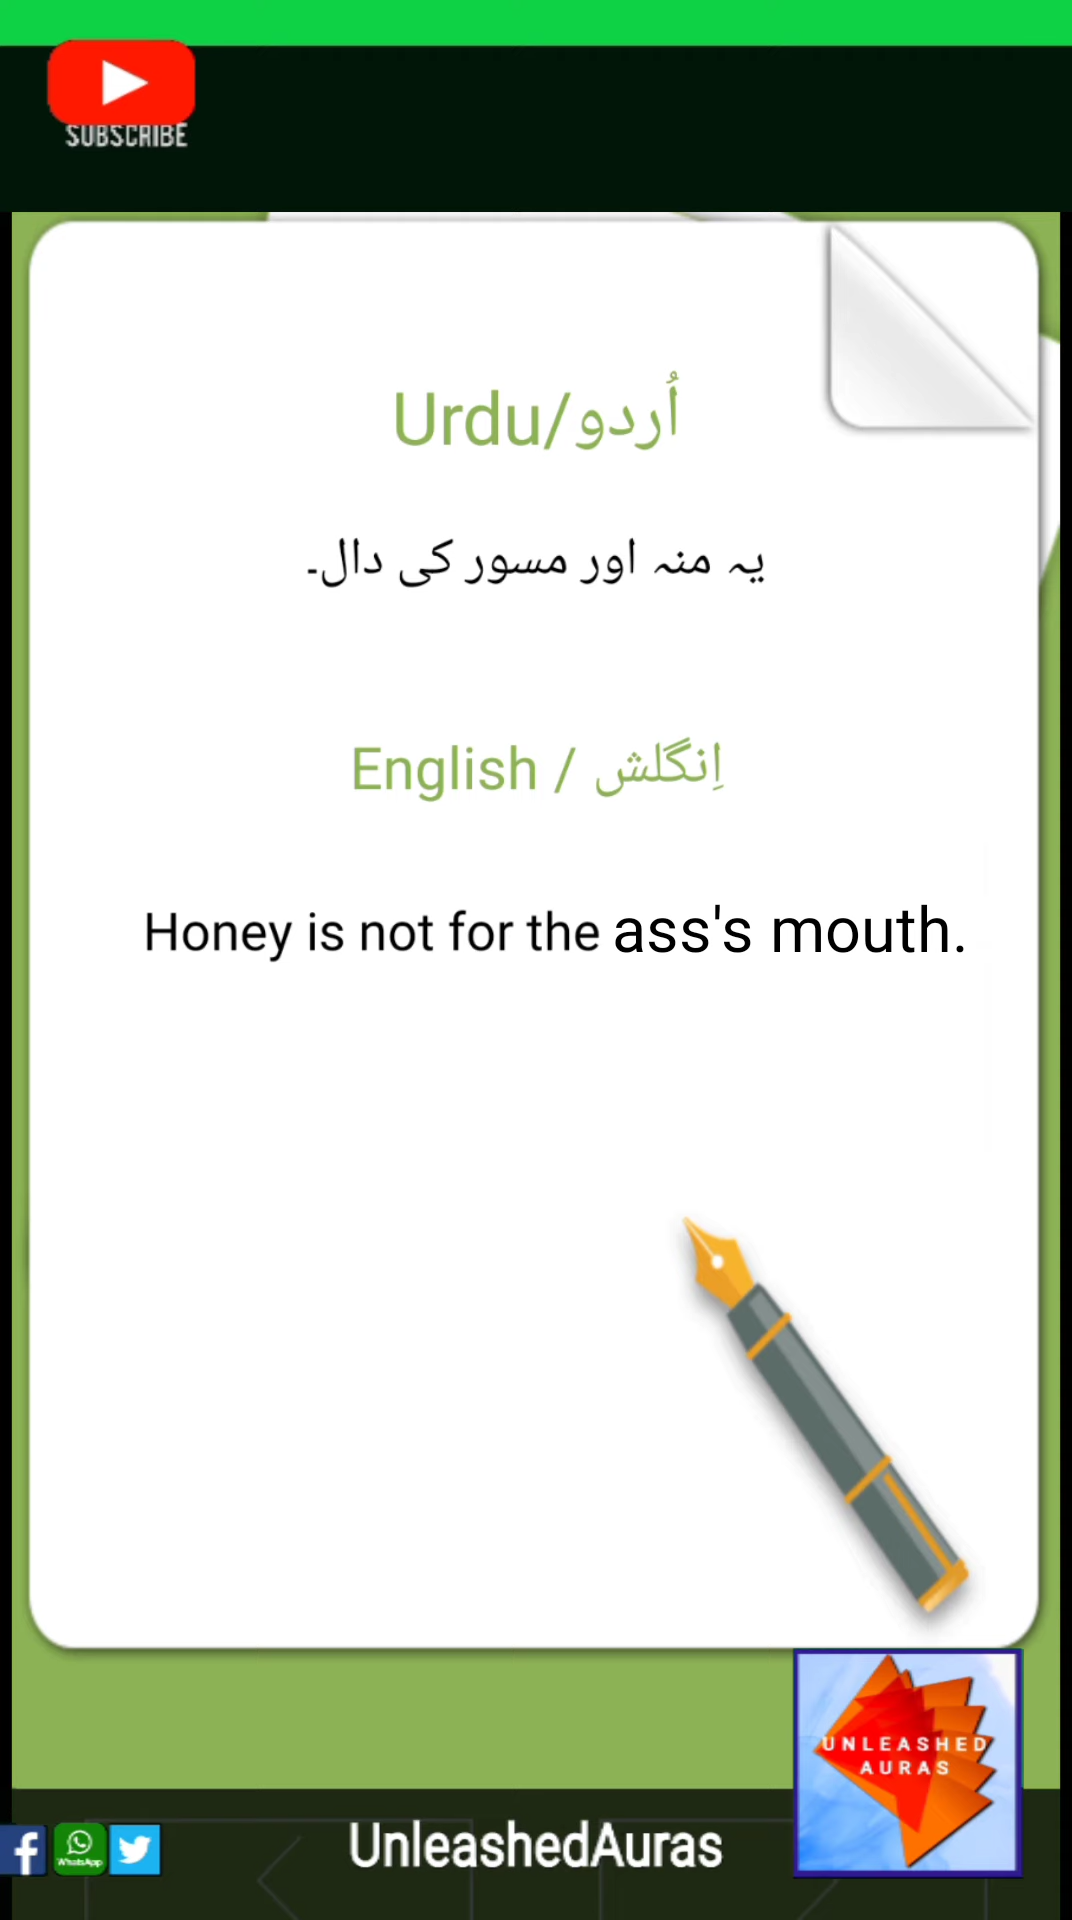 SUBSCRIBE
Urdu/اُردو
یہ منہ اور مسور کی دال۔
English / اِنگلش
Honey is not for the ass's mouth.
UNLEASHED
AURAS
WhatsApp
UnleashedAuras